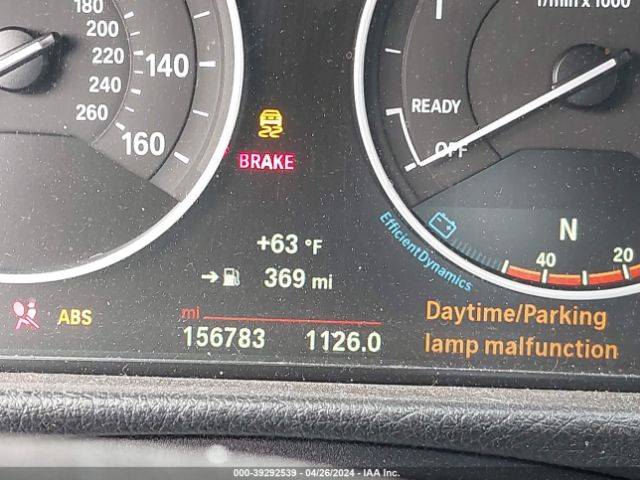 180
200
220
240
260
140
160
BRAKE
+63 °F
369 mi
ABS
mi
156783 1126.0
1/min x 1000
1
READY
OFF
EfficientDynamics
N
40 20
Daytime/Parking
lamp malfunction
000-39292539 - 04/26/2024 - IAA Inc.